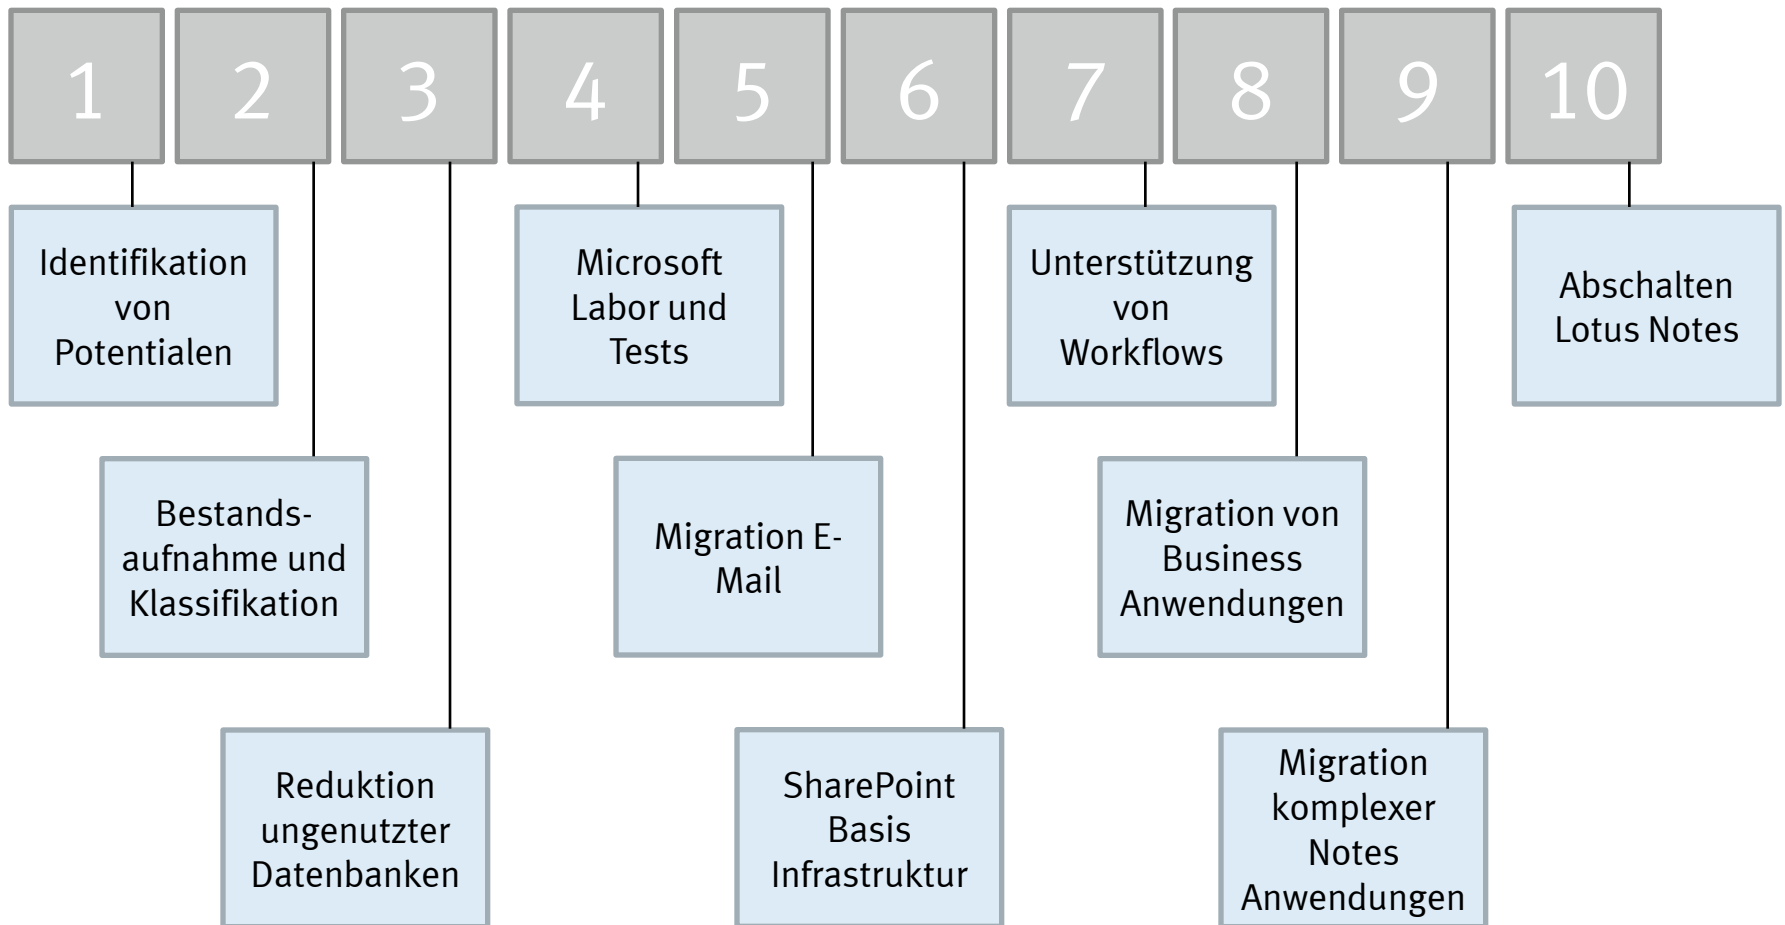 1
2
3
4
5
6
7
8
9
10
Identifikation
von
Potentialen
Microsoft
Labor und
Tests
Unterstützung
von
Workflows
Abschalten
Lotus Notes
Bestands-
aufnahme und
Klassifikation
Migration E-
Mail
Migration von
Business
Anwendungen
Reduktion
ungenutzter
Datenbanken
SharePoint
Basis
Infrastruktur
Migration
komplexer
Notes
Anwendungen